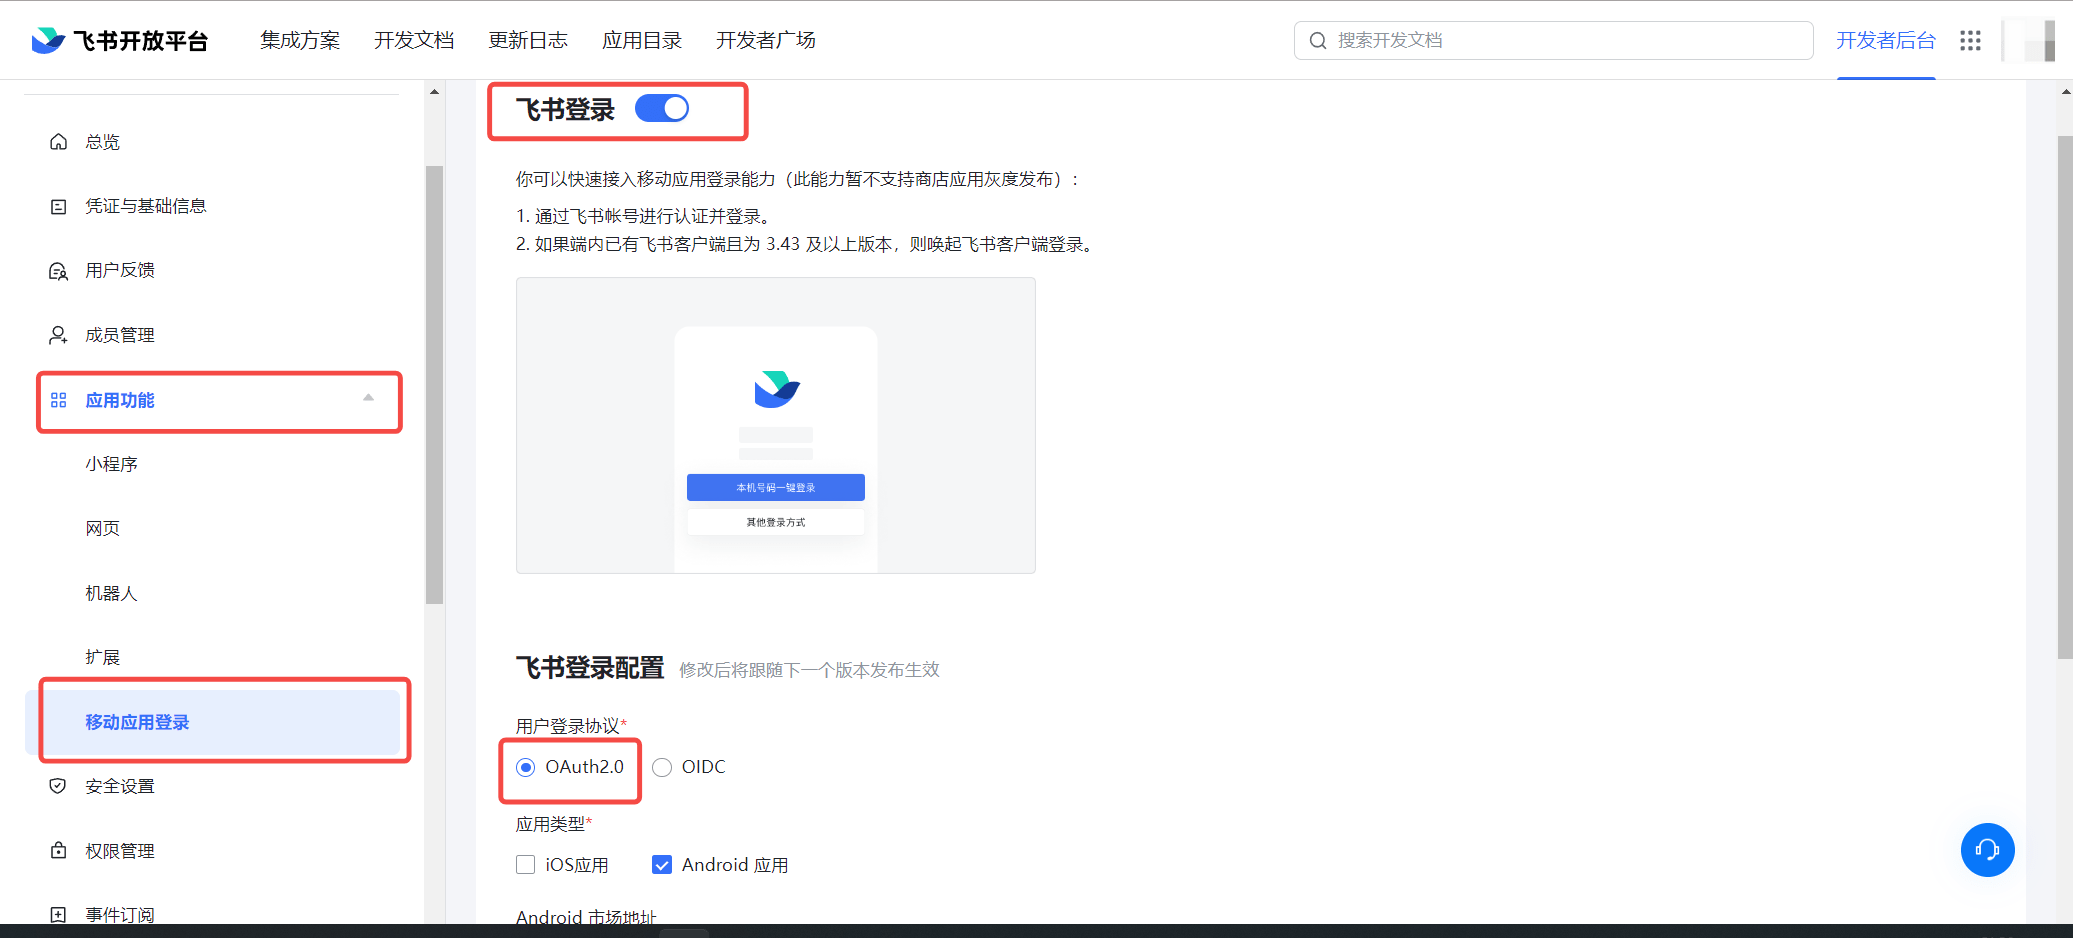 飞书开放平台
集成方案 开发文档 更新日志 应用目录 开发者广场
搜索开发文档
开发者后台
总览
凭证与基础信息
用户反馈
成员管理
应用功能
小程序
网页
机器人
扩展
移动应用登录
安全设置
权限管理
事件订阅
飞书登录
你可以快速接入移动应用登录能力（此能力暂不支持商店应用灰度发布）：
1. 通过飞书帐号进行认证并登录。
2. 如果端内已有飞书客户端且为 3.43 及以上版本，则唤起飞书客户端登录。
本机号码一键登录
其他登录方式
飞书登录配置 修改后将跟随下一个版本发布生效
用户登录协议*
OAuth2.0 OIDC
应用类型*
iOS应用 Android 应用
Android 市场地址